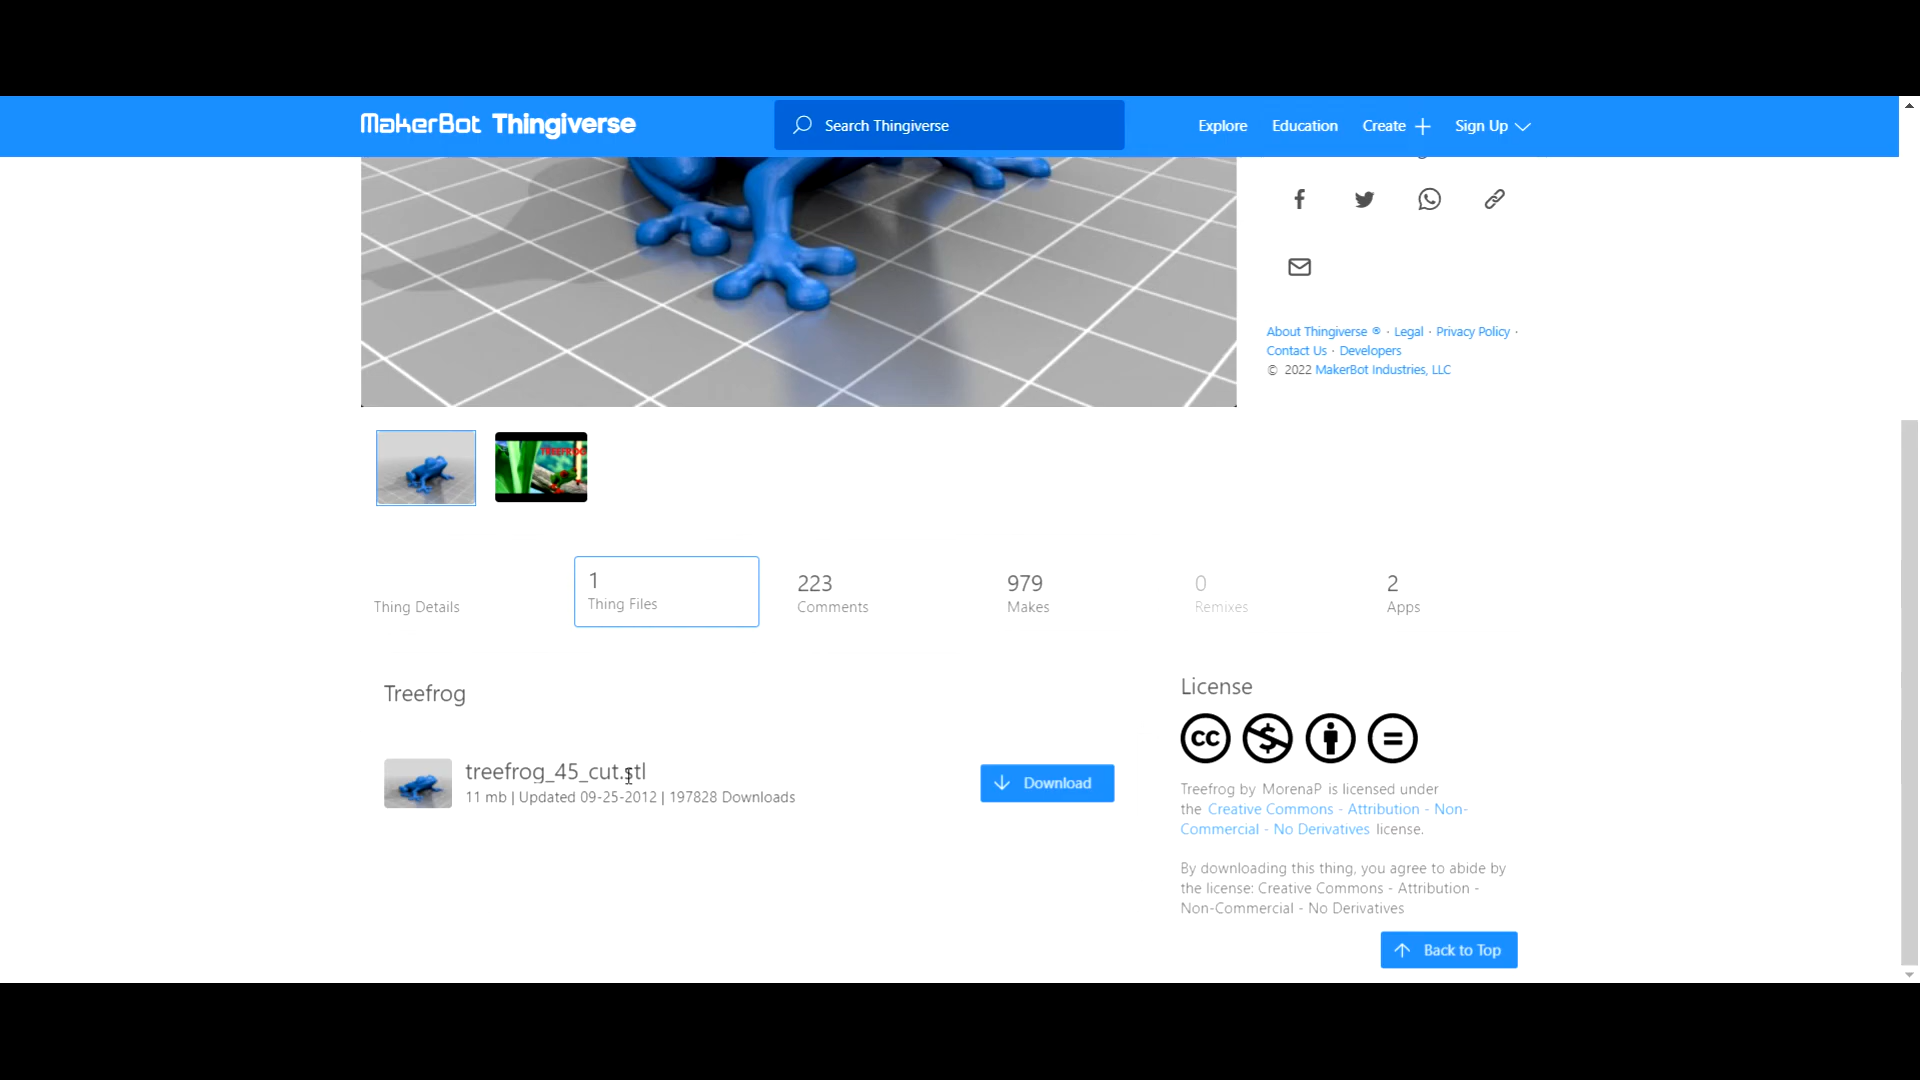 MakerBot Thingiverse
Search Thingiverse
Explore
Education
Create
Sign Up
About Thingiverse ® · Legal · Privacy Policy ·
Contact Us · Developers
© 2022 MakerBot Industries, LLC
TREEFROG
Thing Details
1
Thing Files
223
Comments
979
Makes
0
Remixes
2
Apps
Treefrog
treefrog_45_cut.stl
11 mb | Updated 09-25-2012 | 197828 Downloads
Download
License
cc
Treefrog by MorenaP is licensed under
the Creative Commons - Attribution - Non-
Commercial - No Derivatives license.
By downloading this thing, you agree to abide by
the license: Creative Commons - Attribution -
Non-Commercial - No Derivatives
Back to Top